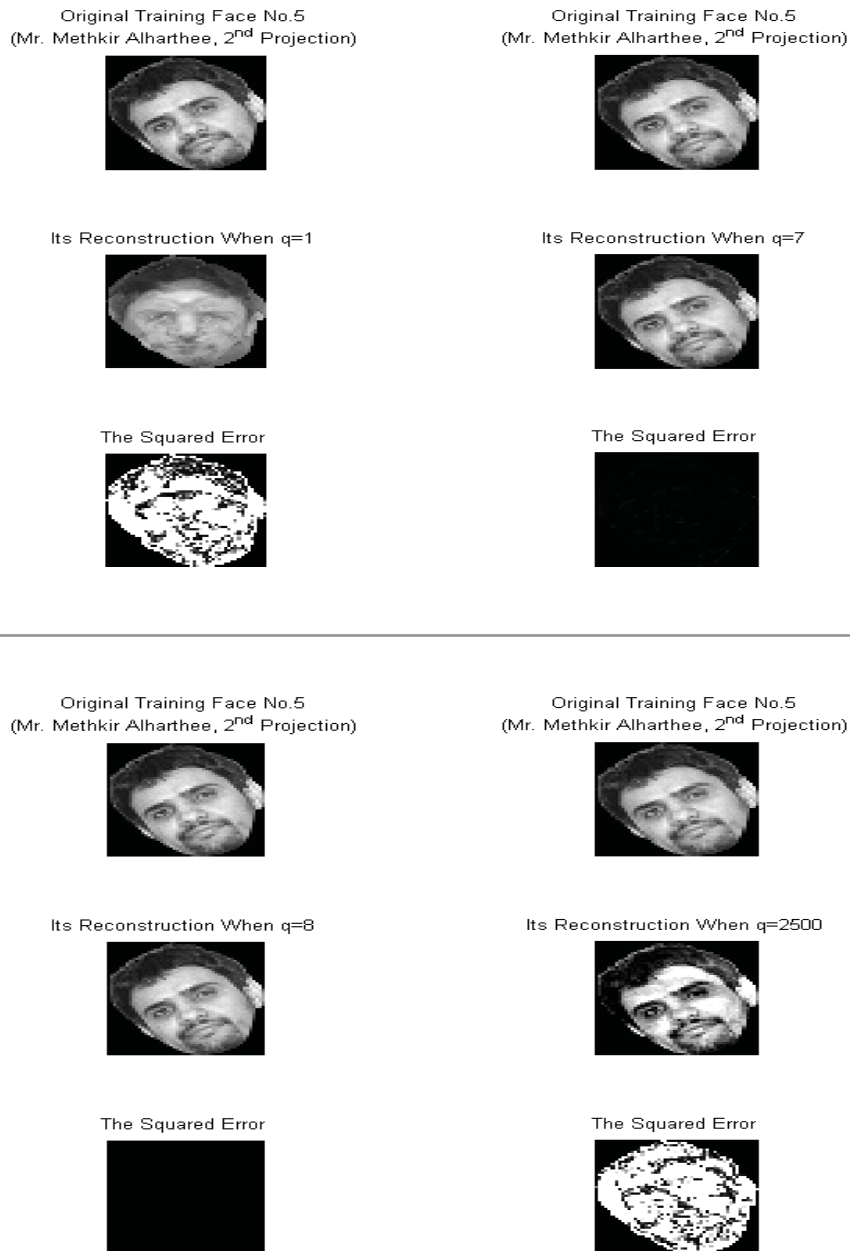 Original Training Face No.5
(Mr. Methkir Alharthee, 2nd Projection)
Its Reconstruction When q=1
The Squared Error
Original Training Face No.5
(Mr. Methkir Alharthee, 2nd Projection)
Its Reconstruction When q=7
The Squared Error
Original Training Face No.5
(Mr. Methkir Alharthee, 2nd Projection)
Its Reconstruction When q=8
The Squared Error
Original Training Face No.5
(Mr. Methkir Alharthee, 2nd Projection)
Its Reconstruction When q=2500
The Squared Error